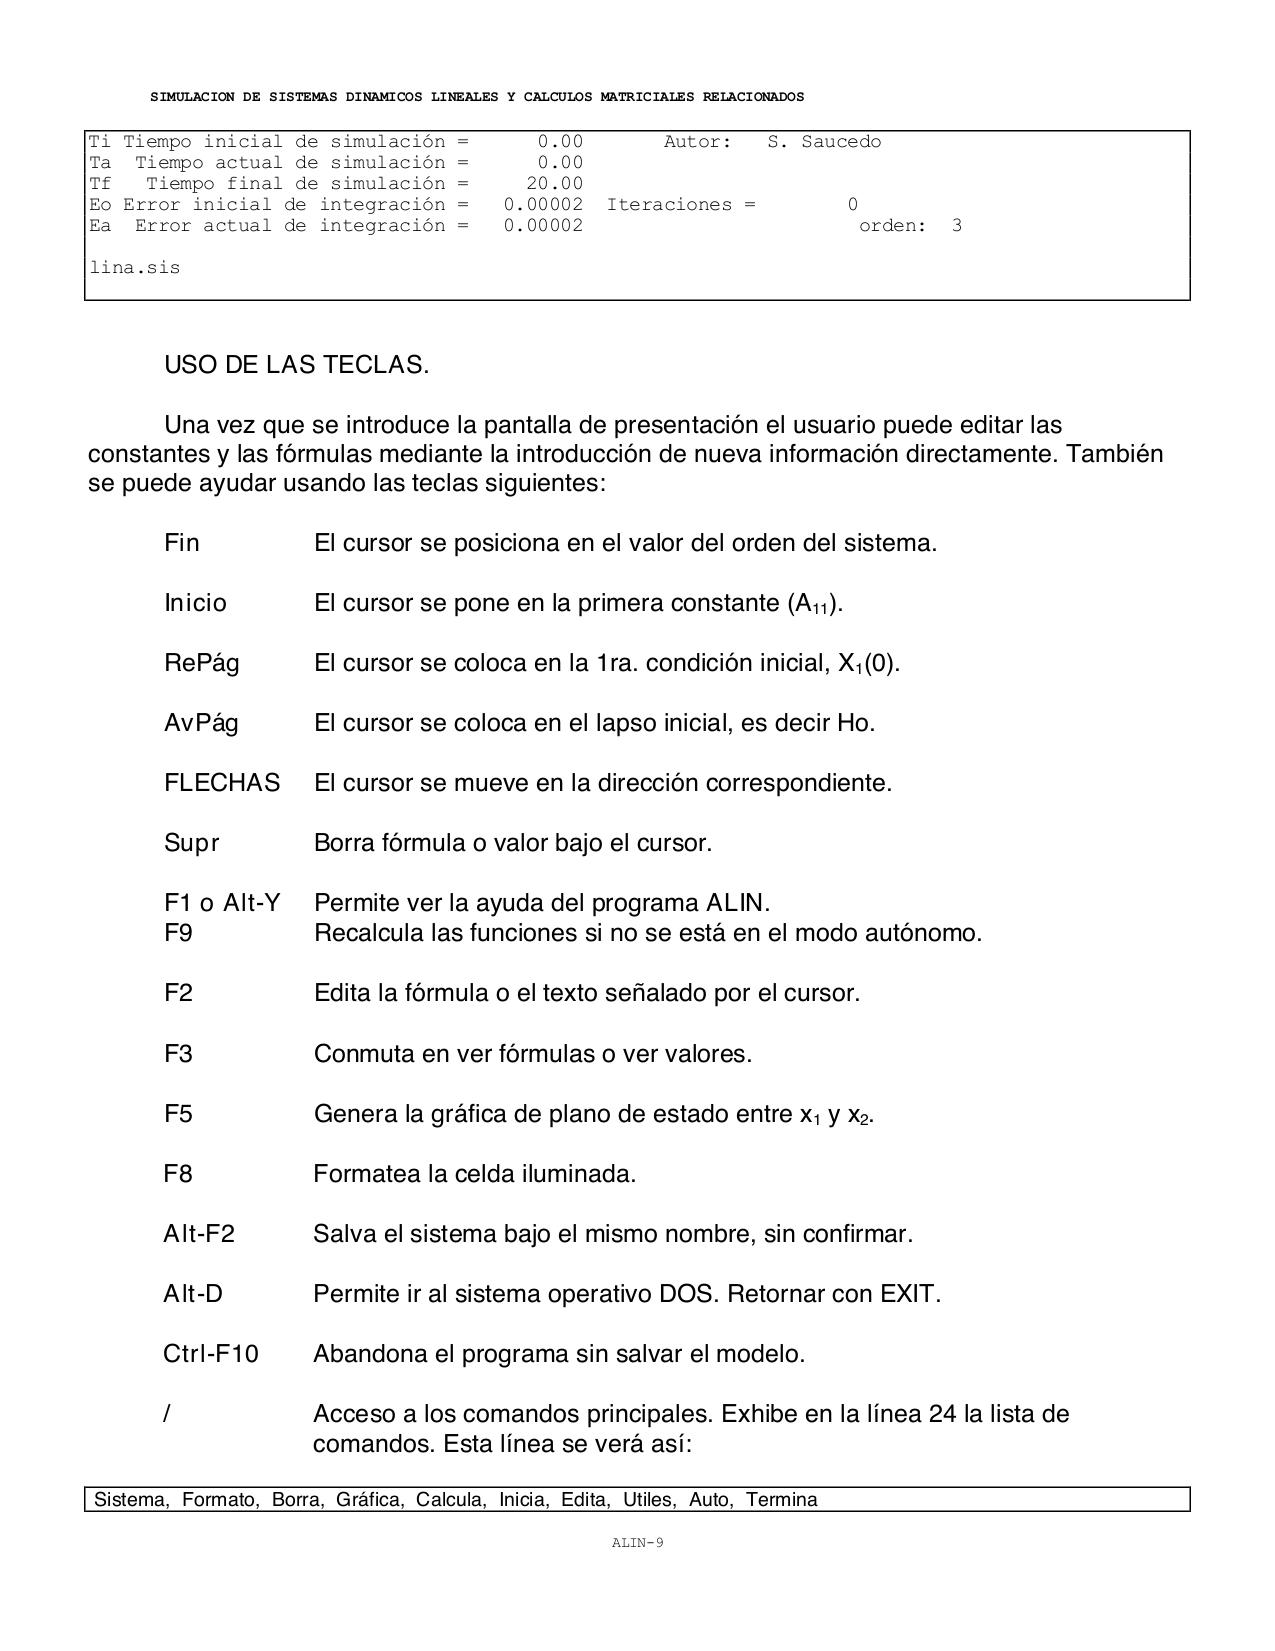 SIMULACION DE SISTEMAS DINAMICOS LINEALES Y CALCULOS MATRICIALES RELACIONADOS
Ti Tiempo inicial de simulación = 0.00 Autor: S. Saucedo
Ta Tiempo actual de simulación = 0.00
Tf Tiempo final de simulación = 20.00
Eo Error inicial de integración = 0.00002 Iteraciones = 0
Ea Error actual de integración = 0.00002 orden: 3
lina.sis
USO DE LAS TECLAS.
Una vez que se introduce la pantalla de presentación el usuario puede editar las
constantes y las fórmulas mediante la introducción de nueva información directamente. También
se puede ayudar usando las teclas siguientes:
Fin El cursor se posiciona en el valor del orden del sistema.
Inicio El cursor se pone en la primera constante (A₁₁).
RePág El cursor se coloca en la 1ra. condición inicial, X₁(0).
AvPág El cursor se coloca en el lapso inicial, es decir Ho.
FLECHAS El cursor se mueve en la dirección correspondiente.
Supr Borra fórmula o valor bajo el cursor.
F1 o Alt-Y Permite ver la ayuda del programa ALIN.
F9 Recalcula las funciones si no se está en el modo autónomo.
F2 Edita la fórmula o el texto señalado por el cursor.
F3 Conmuta en ver fórmulas o ver valores.
F5 Genera la gráfica de plano de estado entre x₁ y x₂.
F8 Formatea la celda iluminada.
Alt-F2 Salva el sistema bajo el mismo nombre, sin confirmar.
Alt-D Permite ir al sistema operativo DOS. Retornar con EXIT.
Ctrl-F10 Abandona el programa sin salvar el modelo.
/ Acceso a los comandos principales. Exhibe en la línea 24 la lista de
comandos. Esta línea se verá así:
Sistema, Formato, Borra, Gráfica, Calcula, Inicia, Edita, Utiles, Auto, Termina
ALIN-9